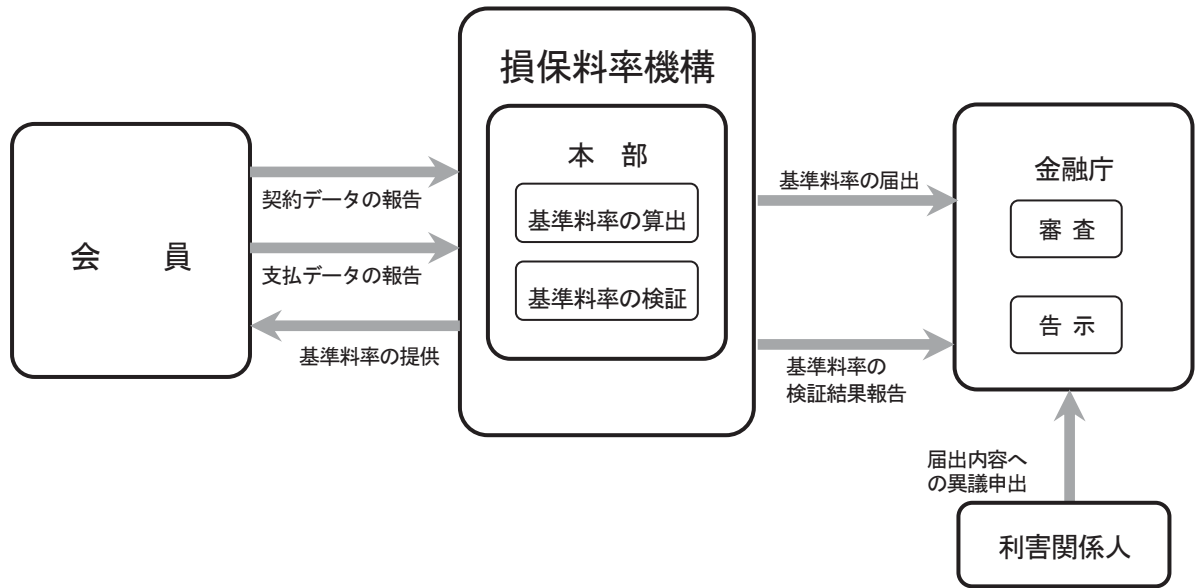 損保料率機構
本 部
基準料率の算出
基準料率の検証
会 員
契約データの報告
支払データの報告
基準料率の提供
基準料率の届出
基準料率の
検証結果報告
金融庁
審 査
告 示
届出内容へ
の異議申出
利害関係人